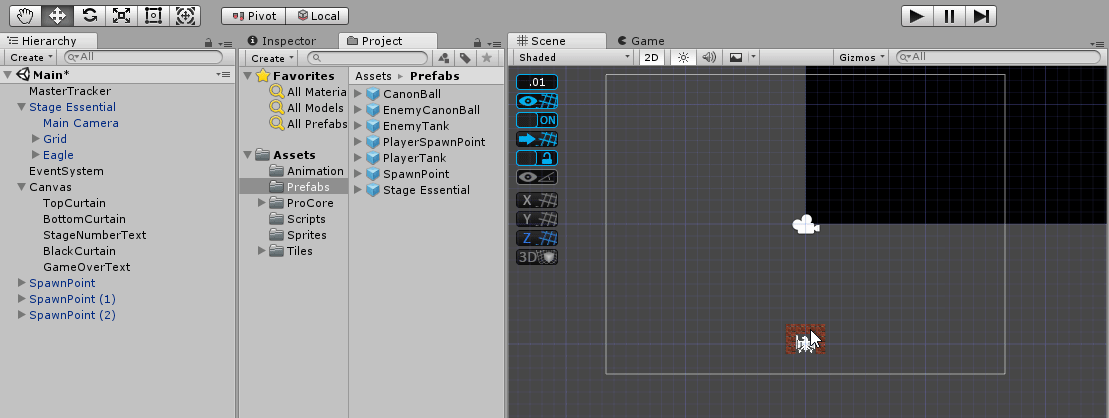 Pivot Local
Hierarchy
Create All
Main*
MasterTracker
Stage Essential
Main Camera
Grid
Eagle
EventSystem
Canvas
TopCurtain
BottomCurtain
StageNumberText
BlackCurtain
GameOverText
SpawnPoint
SpawnPoint (1)
SpawnPoint (2)
Inspector Project
Create
Favorites
All Materia
All Models
All Prefabs
Assets
Animation
Prefabs
ProCore
Scripts
Sprites
Tiles
Assets Prefabs
CanonBall
EnemyCanonBall
EnemyTank
PlayerSpawnPoint
PlayerTank
SpawnPoint
Stage Essential
Scene Game
Shaded 2D Gizmos All
.01
ON
X
Y
Z
3D